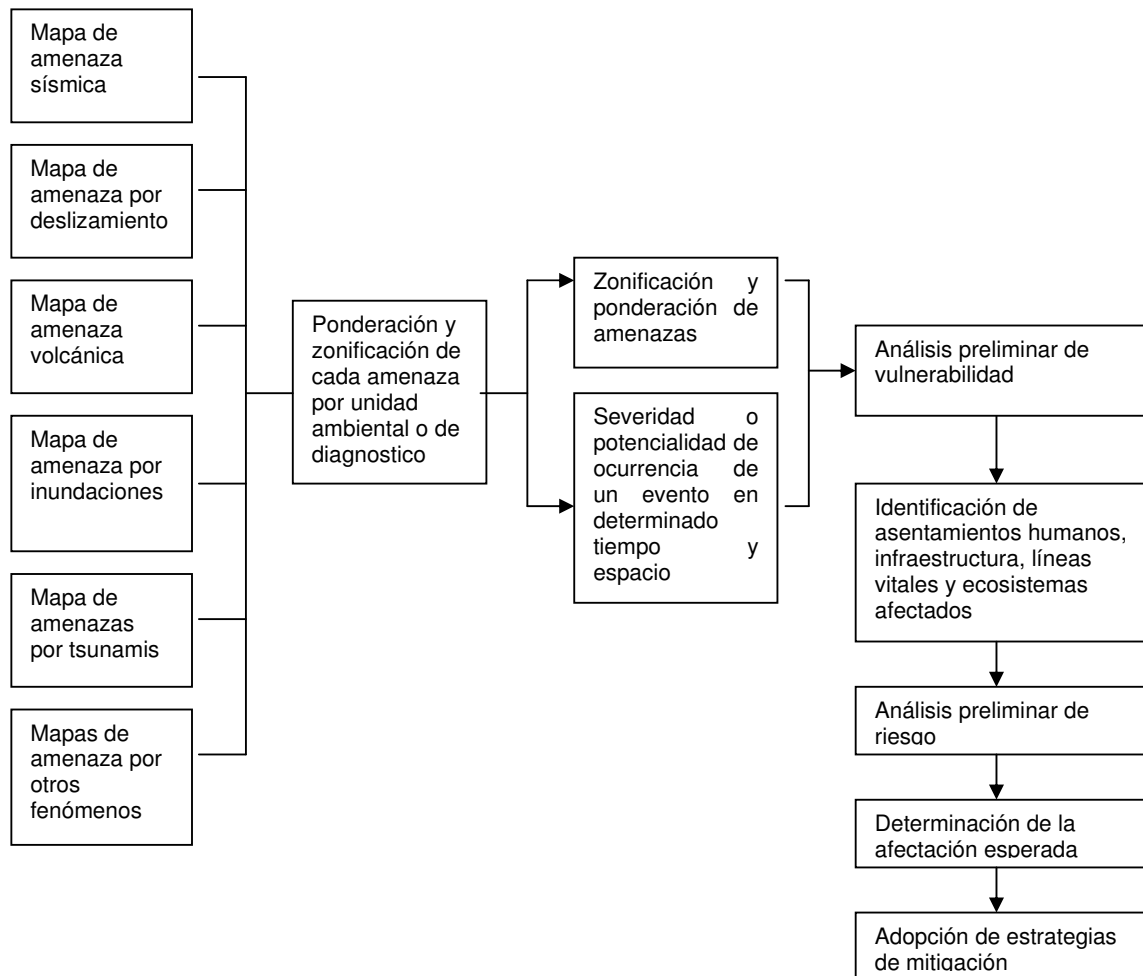 Mapa de
amenaza
sísmica
Mapa de
amenaza por
deslizamiento
Mapa de
amenaza
volcánica
Mapa de
amenaza por
inundaciones
Mapa de
amenazas
por tsunamis
Mapas de
amenaza por
otros
fenómenos
Ponderación y
zonificación de
cada amenaza
por unidad
ambiental o de
diagnostico
Zonificación y
ponderación de
amenazas
Severidad o
potencialidad de
ocurrencia de
un evento en
determinado
tiempo y
espacio
Análisis preliminar de
vulnerabilidad
Identificación de
asentamientos humanos,
infraestructura, líneas
vitales y ecosistemas
afectados
Análisis preliminar de
riesgo
Determinación de la
afectación esperada
Adopción de estrategias
de mitigación